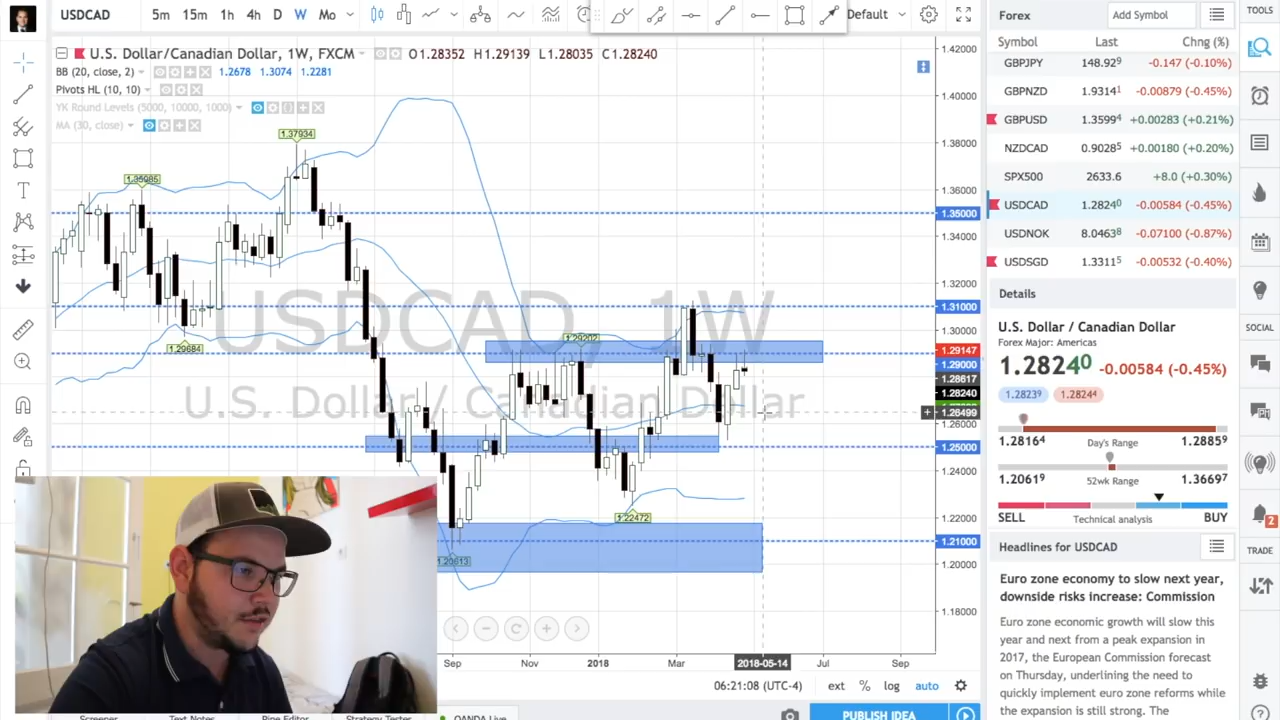 USDCAD 5m 15m 1h 4h D W Mo Default Forex Add Symbol TOOLS
U.S. Dollar/Canadian Dollar, 1W, FXCM O1.28352 H1.29139 L1.28035 C1.28240
BB (20, close, 2) 1.2678 1.3074 1.2281
Pivots HL (10, 10)
YK Round Levels (5000, 10000, 1000)
MA (30, close)
USDCAD, 1W
U.S. Dollar / Canadian Dollar
1.37934
1.35985
1.29684
1.29202
1.22472
1.20613
1.42000
1.40000
1.38000
1.36000
1.35000
1.34000
1.32000
1.31000
1.30000
1.29147
1.29000
1.28617
1.28240
1.26499
1.26000
1.25000
1.24000
1.22000
1.21000
1.20000
1.18000
Sep Nov 2018 Mar 2018-05-14 Jul Sep
06:21:08 (UTC-4) ext % log auto
Screener Text Notes Pine Editor Strategy Tester OANDA Live PUBLISH IDEA
Symbol Last Chng (%)
GBPJPY 148.929 -0.147 (-0.10%)
GBPNZD 1.93141 -0.00879 (-0.45%)
GBPUSD 1.35994 +0.00283 (+0.21%)
NZDCAD 0.90285 +0.00180 (+0.20%)
SPX500 2633.6 +8.0 (+0.30%)
USDCAD 1.28240 -0.00584 (-0.45%)
USDNOK 8.04638 -0.07100 (-0.87%)
USDSGD 1.33115 -0.00532 (-0.40%)
Details
U.S. Dollar / Canadian Dollar
Forex Major: Americas
1.28240 -0.00584 (-0.45%)
1.28239 1.28244
1.28164 Day's Range 1.28859
1.20619 52wk Range 1.36697
SELL Technical analysis BUY
Headlines for USDCAD
Euro zone economy to slow next year,
downside risks increase: Commission
Euro zone economic growth will slow this
year and next from a peak expansion in
2017, the European Commission forecast
on Thursday, underlining the need to
quickly implement euro zone reforms while
the expansion is still strong. The
SOCIAL
2
TRADE